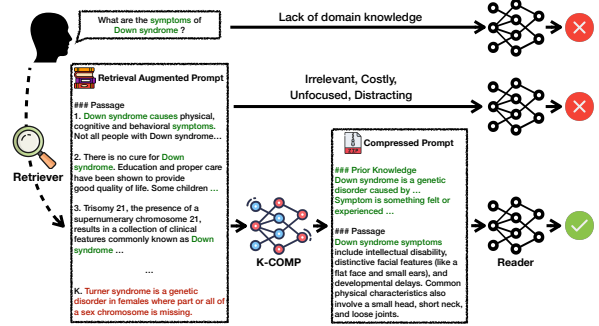 What are the symptoms of
Down syndrome ?
Lack of domain knowledge
Retrieval Augmented Prompt
### Passage
1. Down syndrome causes physical,
cognitive and behavioral symptoms.
Not all people with Down syndrome...
2. There is no cure for Down
syndrome. Education and proper care
have been shown to provide
good quality of life. Some children ...
3. Trisomy 21, the presence of a
supernumerary chromosome 21,
results in a collection of clinical
features commonly known as Down
syndrome ...
...
K. Turner syndrome is a genetic
disorder in females where part or all of
a sex chromosome is missing.
Retriever
Irrelevant, Costly,
Unfocused, Distracting
K-COMP
ZIP
Compressed Prompt
### Prior Knowledge
Down syndrome is a genetic
disorder caused by ...
Symptom is something felt or
experienced ...
### Passage
Down syndrome symptoms
include intellectual disability,
distinctive facial features (like a
flat face and small ears), and
developmental delays. Common
physical characteristics also
involve a small head, short neck,
and loose joints.
Reader